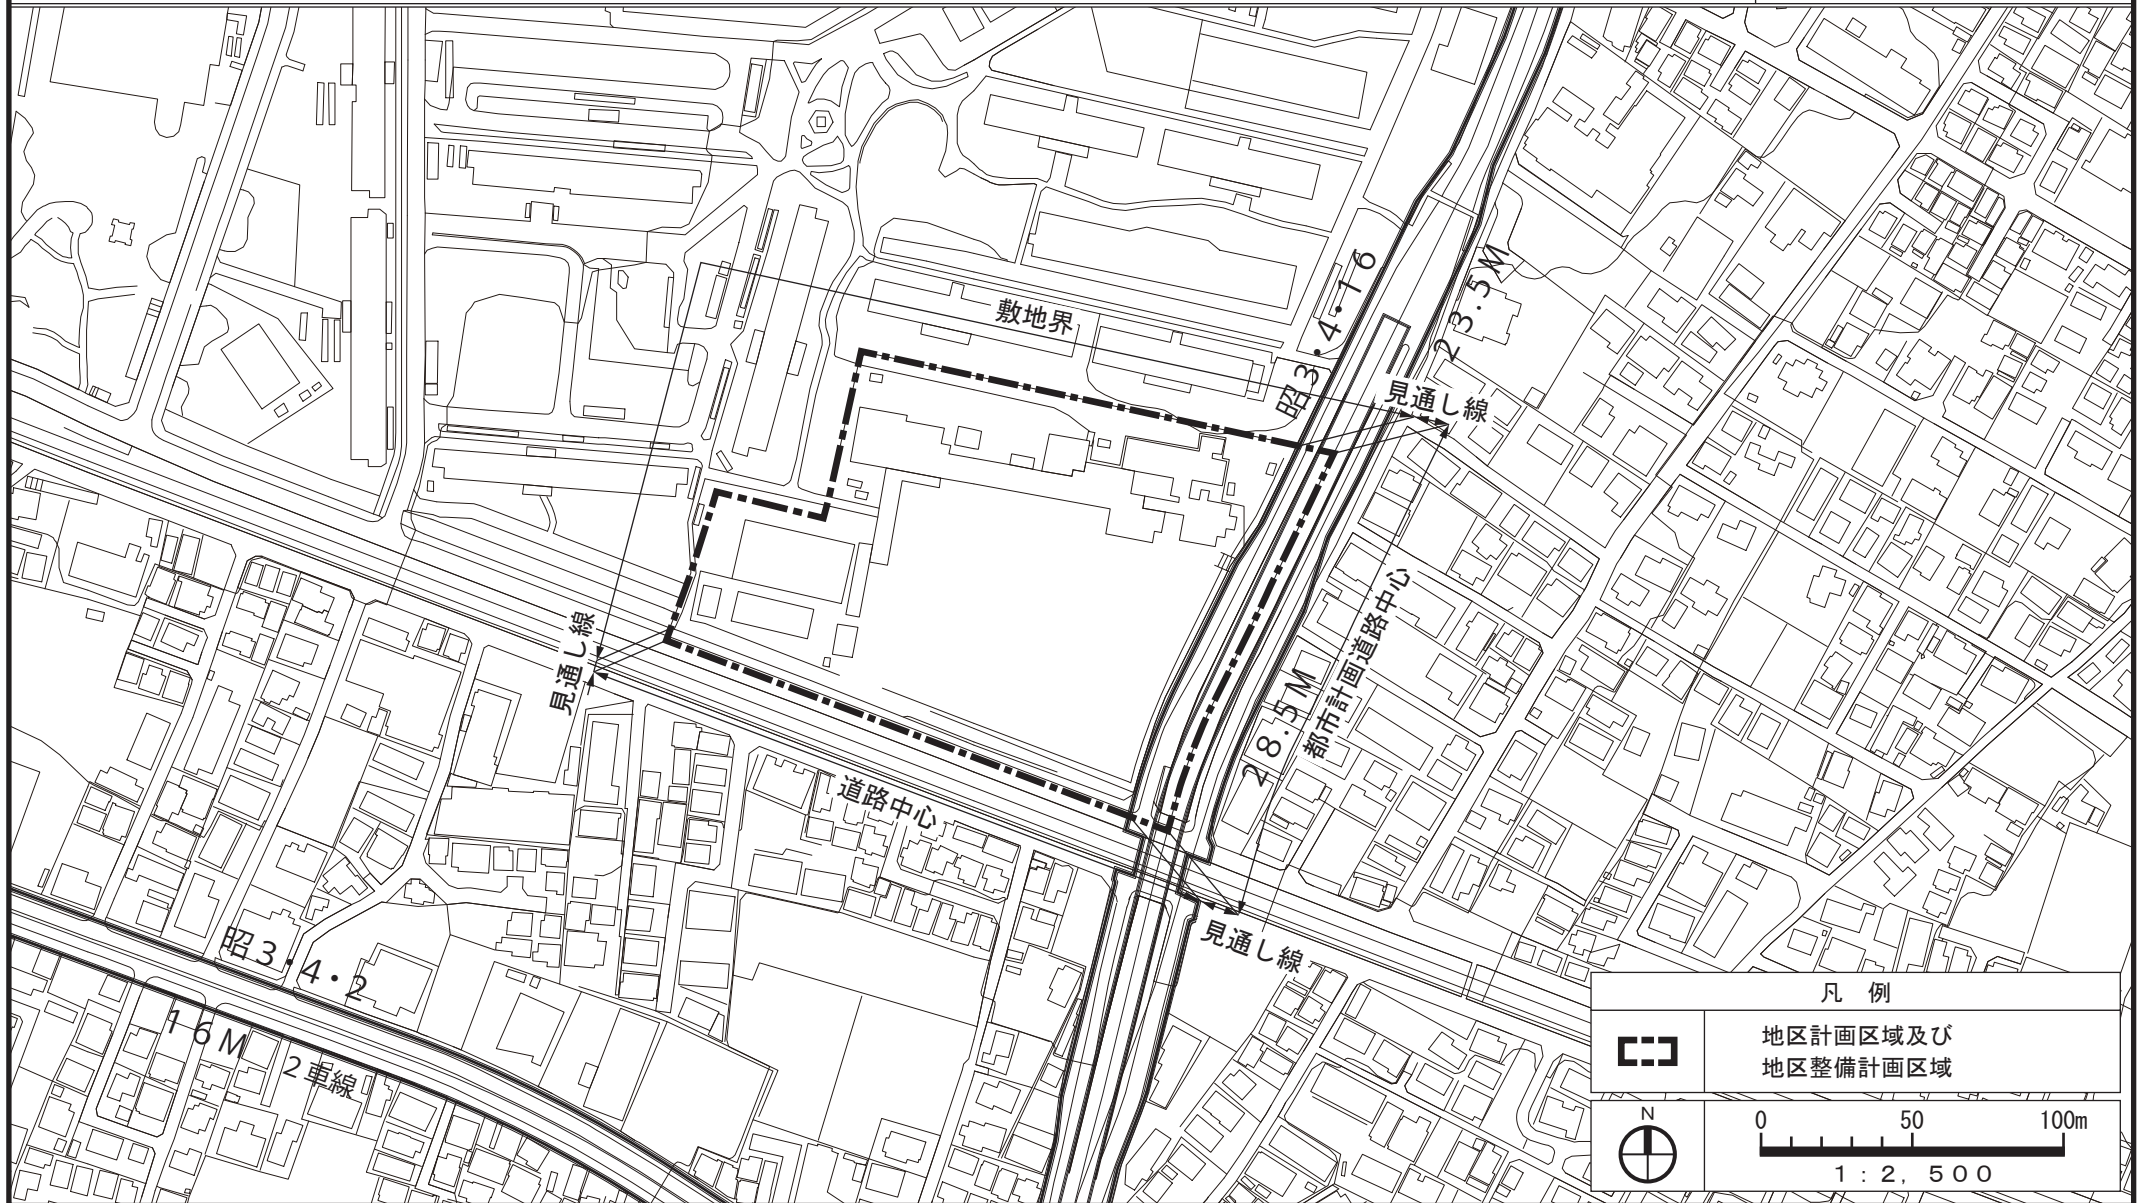 敷地界
昭3・4・16
23.5M
見通し線
見通し線
28.5M
都市計画道路中心
道路中心
見通し線
昭3・4・2
16M
2車線
凡 例
地区計画区域及び
地区整備計画区域
N
0 50 100m
1:2,500